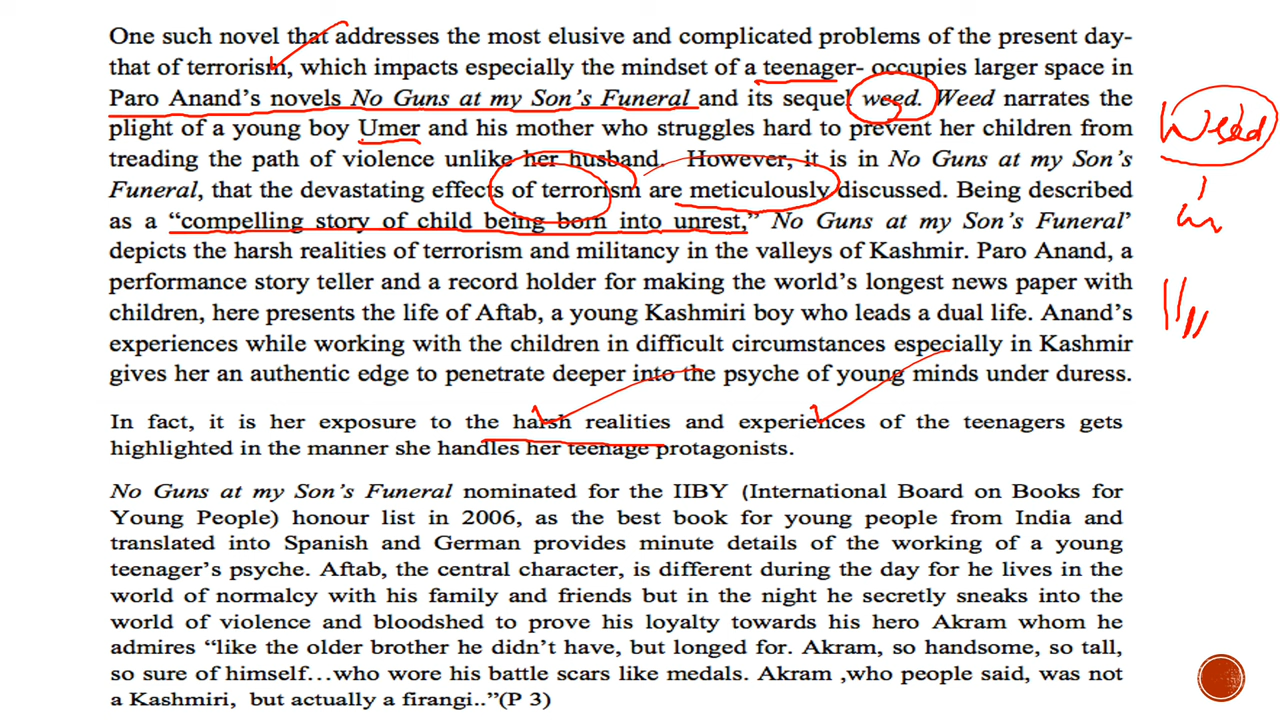 One such novel that addresses the most elusive and complicated problems of the present day-
that of terrorism, which impacts especially the mindset of a teenager- occupies larger space in
Paro Anand's novels No Guns at my Son's Funeral and its sequel weed. Weed narrates the
plight of a young boy Umer and his mother who struggles hard to prevent her children from
treading the path of violence unlike her husband. However, it is in No Guns at my Son's
Funeral, that the devastating effects of terrorism are meticulously discussed. Being described
as a “compelling story of child being born into unrest,” No Guns at my Son's Funeral’
depicts the harsh realities of terrorism and militancy in the valleys of Kashmir. Paro Anand, a
performance story teller and a record holder for making the world's longest news paper with
children, here presents the life of Aftab, a young Kashmiri boy who leads a dual life. Anand's
experiences while working with the children in difficult circumstances especially in Kashmir
gives her an authentic edge to penetrate deeper into the psyche of young minds under duress.
In fact, it is her exposure to the harsh realities and experiences of the teenagers gets
highlighted in the manner she handles her teenage protagonists.
No Guns at my Son's Funeral nominated for the IIBY (International Board on Books for
Young People) honour list in 2006, as the best book for young people from India and
translated into Spanish and German provides minute details of the working of a young
teenager's psyche. Aftab, the central character, is different during the day for he lives in the
world of normalcy with his family and friends but in the night he secretly sneaks into the
world of violence and bloodshed to prove his loyalty towards his hero Akram whom he
admires “like the older brother he didn't have, but longed for. Akram, so handsome, so tall,
so sure of himself…who wore his battle scars like medals. Akram ,who people said, was not
a Kashmiri, but actually a firangi..”(P 3)
Weed